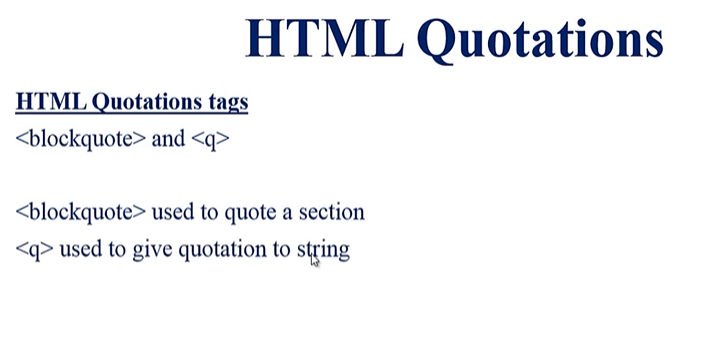 HTML Quotations
HTML Quotations tags
<blockquote> and <q>
<blockquote> used to quote a section
<q> used to give quotation to string